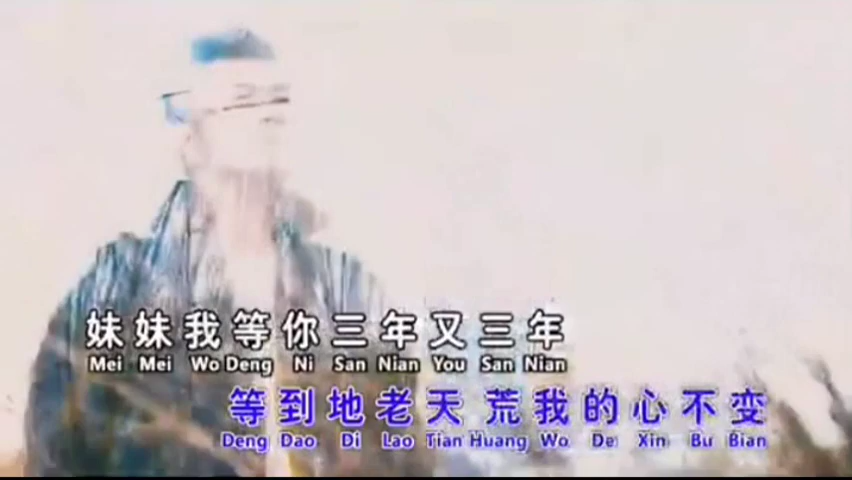 妹妹我等你三年又三年
Mei Mei Wo Deng Ni San Nian You San Nian
等到地老天荒我的心不变
Deng Dao Di Lao Tian Huang Wo De Xin Bu Bian